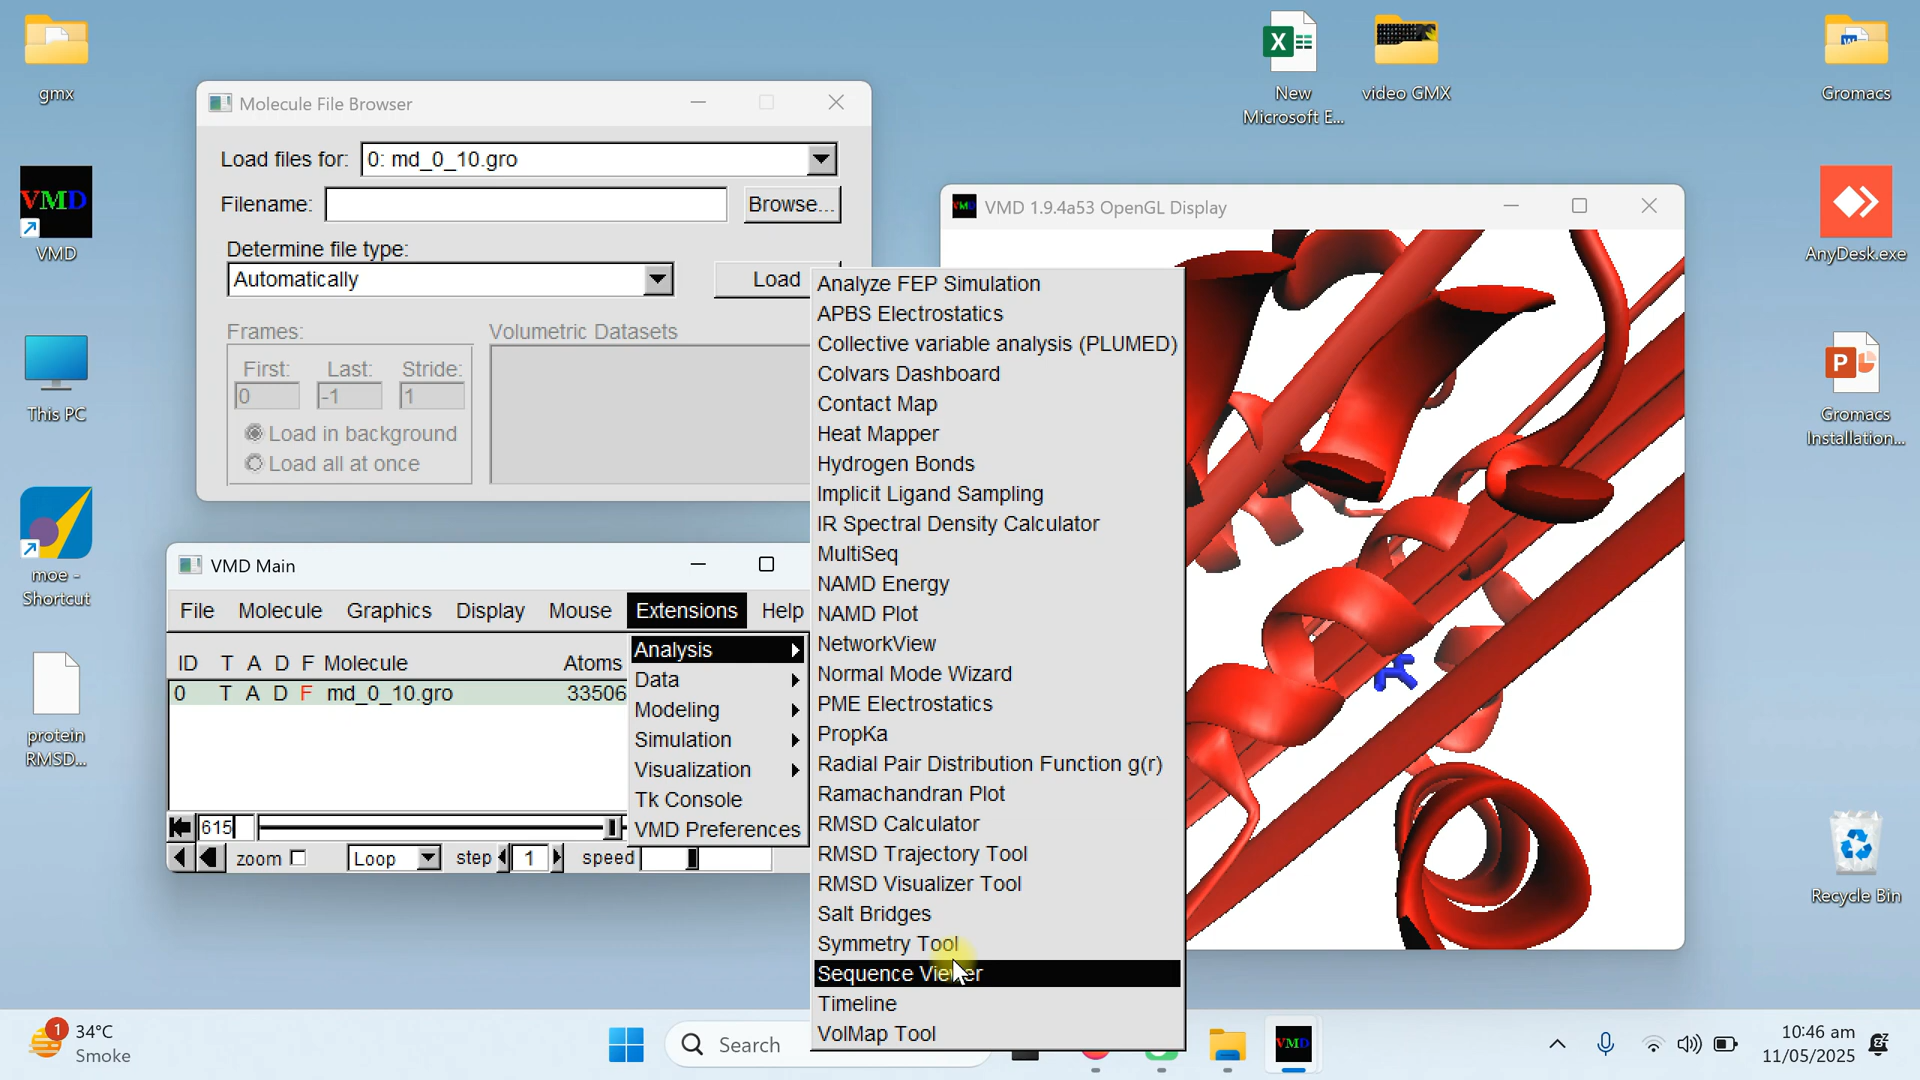 gmx
VMD
VMD
This PC
moe -
Shortcut
protein
RMSD...
New
Microsoft E...
video GMX
Gromacs
AnyDesk.exe
Gromacs
Installation...
Recycle Bin
Molecule File Browser
Load files for: 0: md_0_10.gro
Filename: Browse...
Determine file type:
Automatically
Load
Frames:
Volumetric Datasets
First: Last: Stride:
0 -1 1
Load in background
Load all at once
VMD 1.9.4a53 OpenGL Display
VMD Main
File Molecule Graphics Display Mouse Extensions Help
ID T A D F Molecule Atoms
0 T A D F md_0_10.gro 33506
615
zoom Loop step 1 speed
Analysis
Data
Modeling
Simulation
Visualization
Tk Console
VMD Preferences
Analyze FEP Simulation
APBS Electrostatics
Collective variable analysis (PLUMED)
Colvars Dashboard
Contact Map
Heat Mapper
Hydrogen Bonds
Implicit Ligand Sampling
IR Spectral Density Calculator
MultiSeq
NAMD Energy
NAMD Plot
NetworkView
Normal Mode Wizard
PME Electrostatics
PropKa
Radial Pair Distribution Function g(r)
Ramachandran Plot
RMSD Calculator
RMSD Trajectory Tool
RMSD Visualizer Tool
Salt Bridges
Symmetry Tool
Sequence Viewer
Timeline
VolMap Tool
1
34°C
Smoke
Search
VMD
10:46 am
11/05/2025